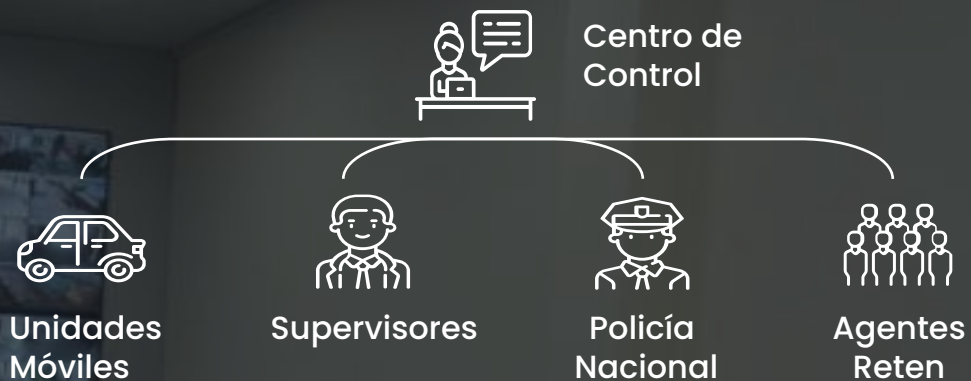 Centro de
Control
Unidades
Móviles
Supervisores
Policía
Nacional
Agentes
Reten